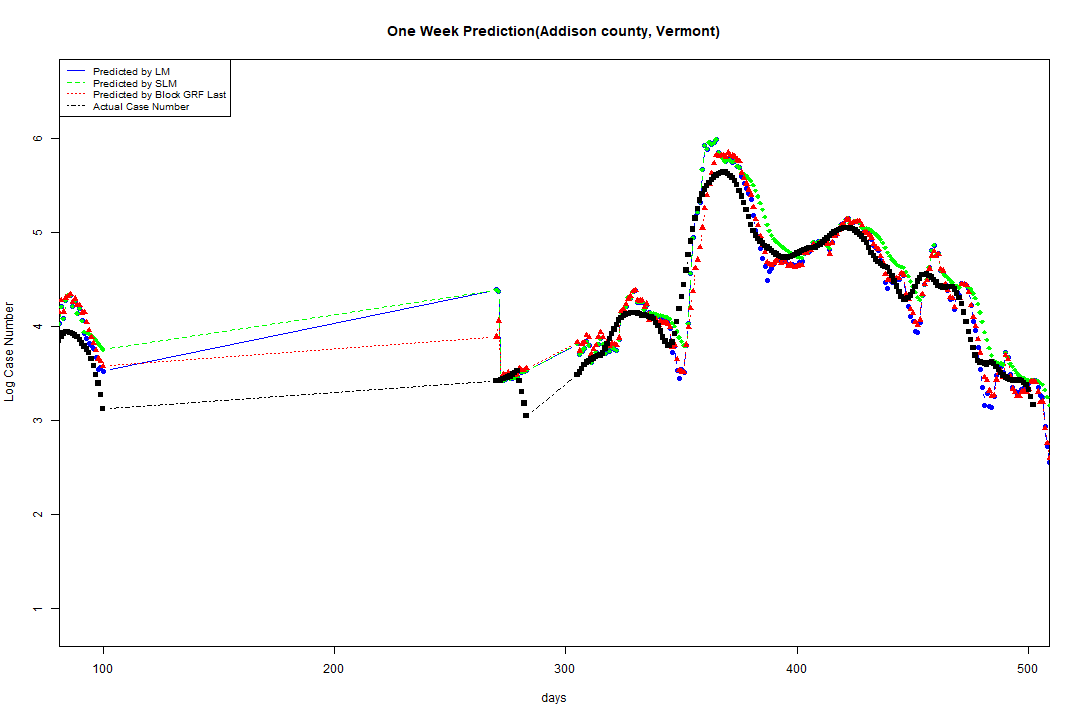 One Week Prediction(Addison county, Vermont)
Predicted by LM
Predicted by SLM
Predicted by Block GRF Last
Actual Case Number
6
5
4
3
2
1
Log Case Number
100 200 300 400 500
days